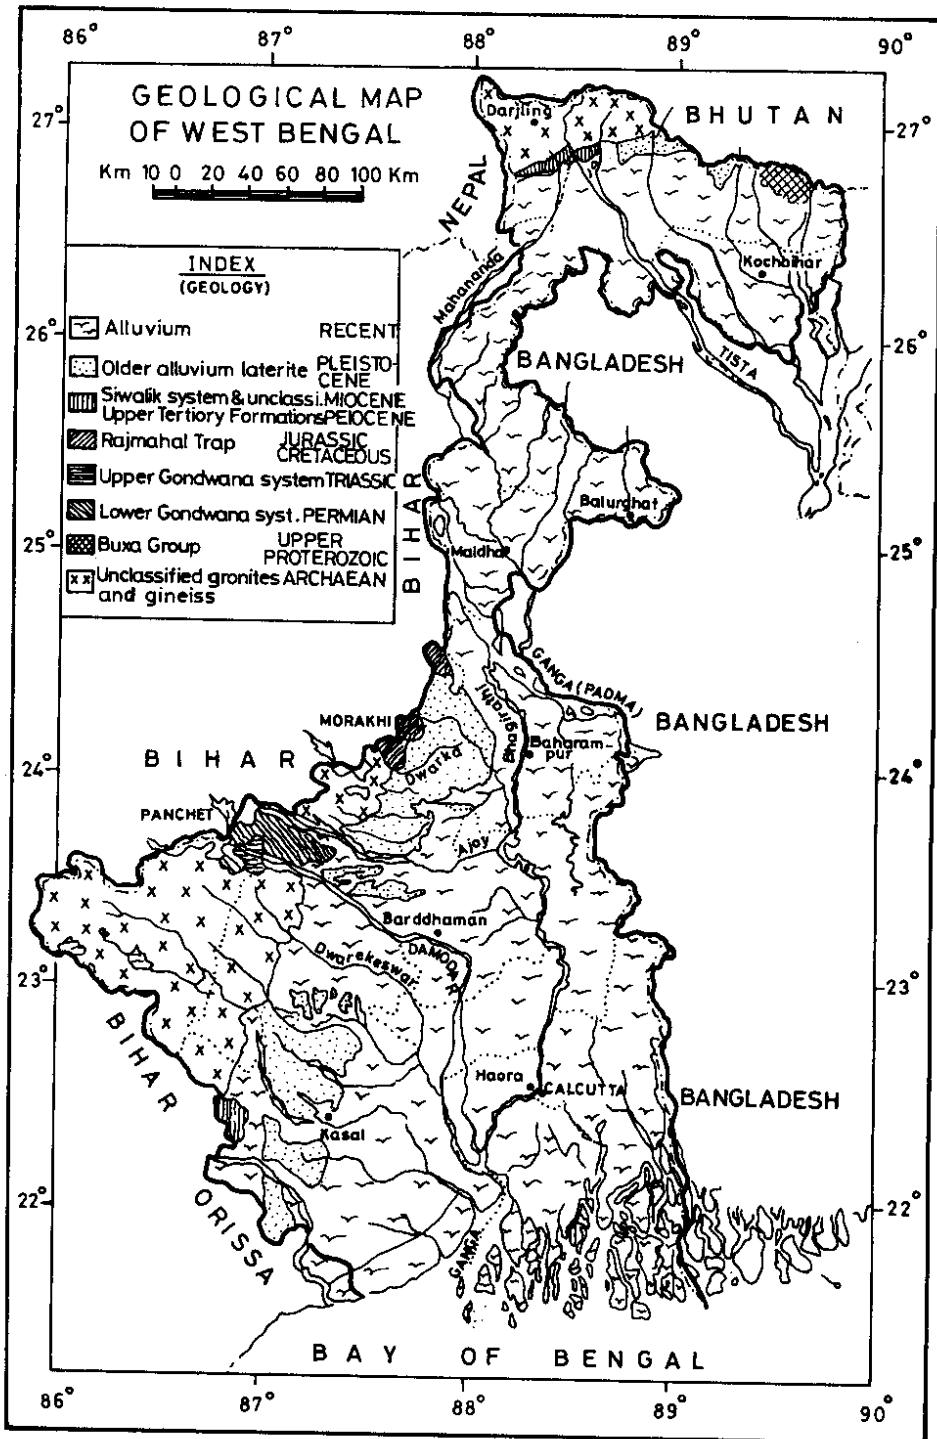 86° 87° 88° 89° 90°
GEOLOGICAL MAP
OF WEST BENGAL
Km 10 0 20 40 60 80 100 Km
27°
27°
Darjling
BHUTAN
NEPAL
Kochbihar
Mahananda
INDEX
(GEOLOGY)
Alluvium RECENT
Older alluvium laterite PLEISTO-
CENE
Siwalik system & unclassi. MIOCENE
Upper Tertiory Formations PEIOCENE
Rajmahal Trap JURASSIC
CRETACEOUS
Upper Gondwana system TRIASSIC
Lower Gondwana syst. PERMIAN
Buxa Group UPPER
PROTEROZOIC
x x Unclassified gronites ARCHAEAN
and gineiss
26°
26°
BANGLADESH
TISTA
BIHAR
Balurghat
Maldha
25°
25°
GANGA (PADMA)
Bhagirathi
MORAKHI
BANGLADESH
Baharam-
pur
BIHAR
Dwarka
24°
24°
PANCHET
Ajoy
Barddhaman
DAMODAR
Dwarekeswar
23°
23°
BIHAR
Haora
CALCUTTA
BANGLADESH
Kasai
22°
22°
ORISSA
GANGA
BAY OF BENGAL
86° 87° 88° 89° 90°